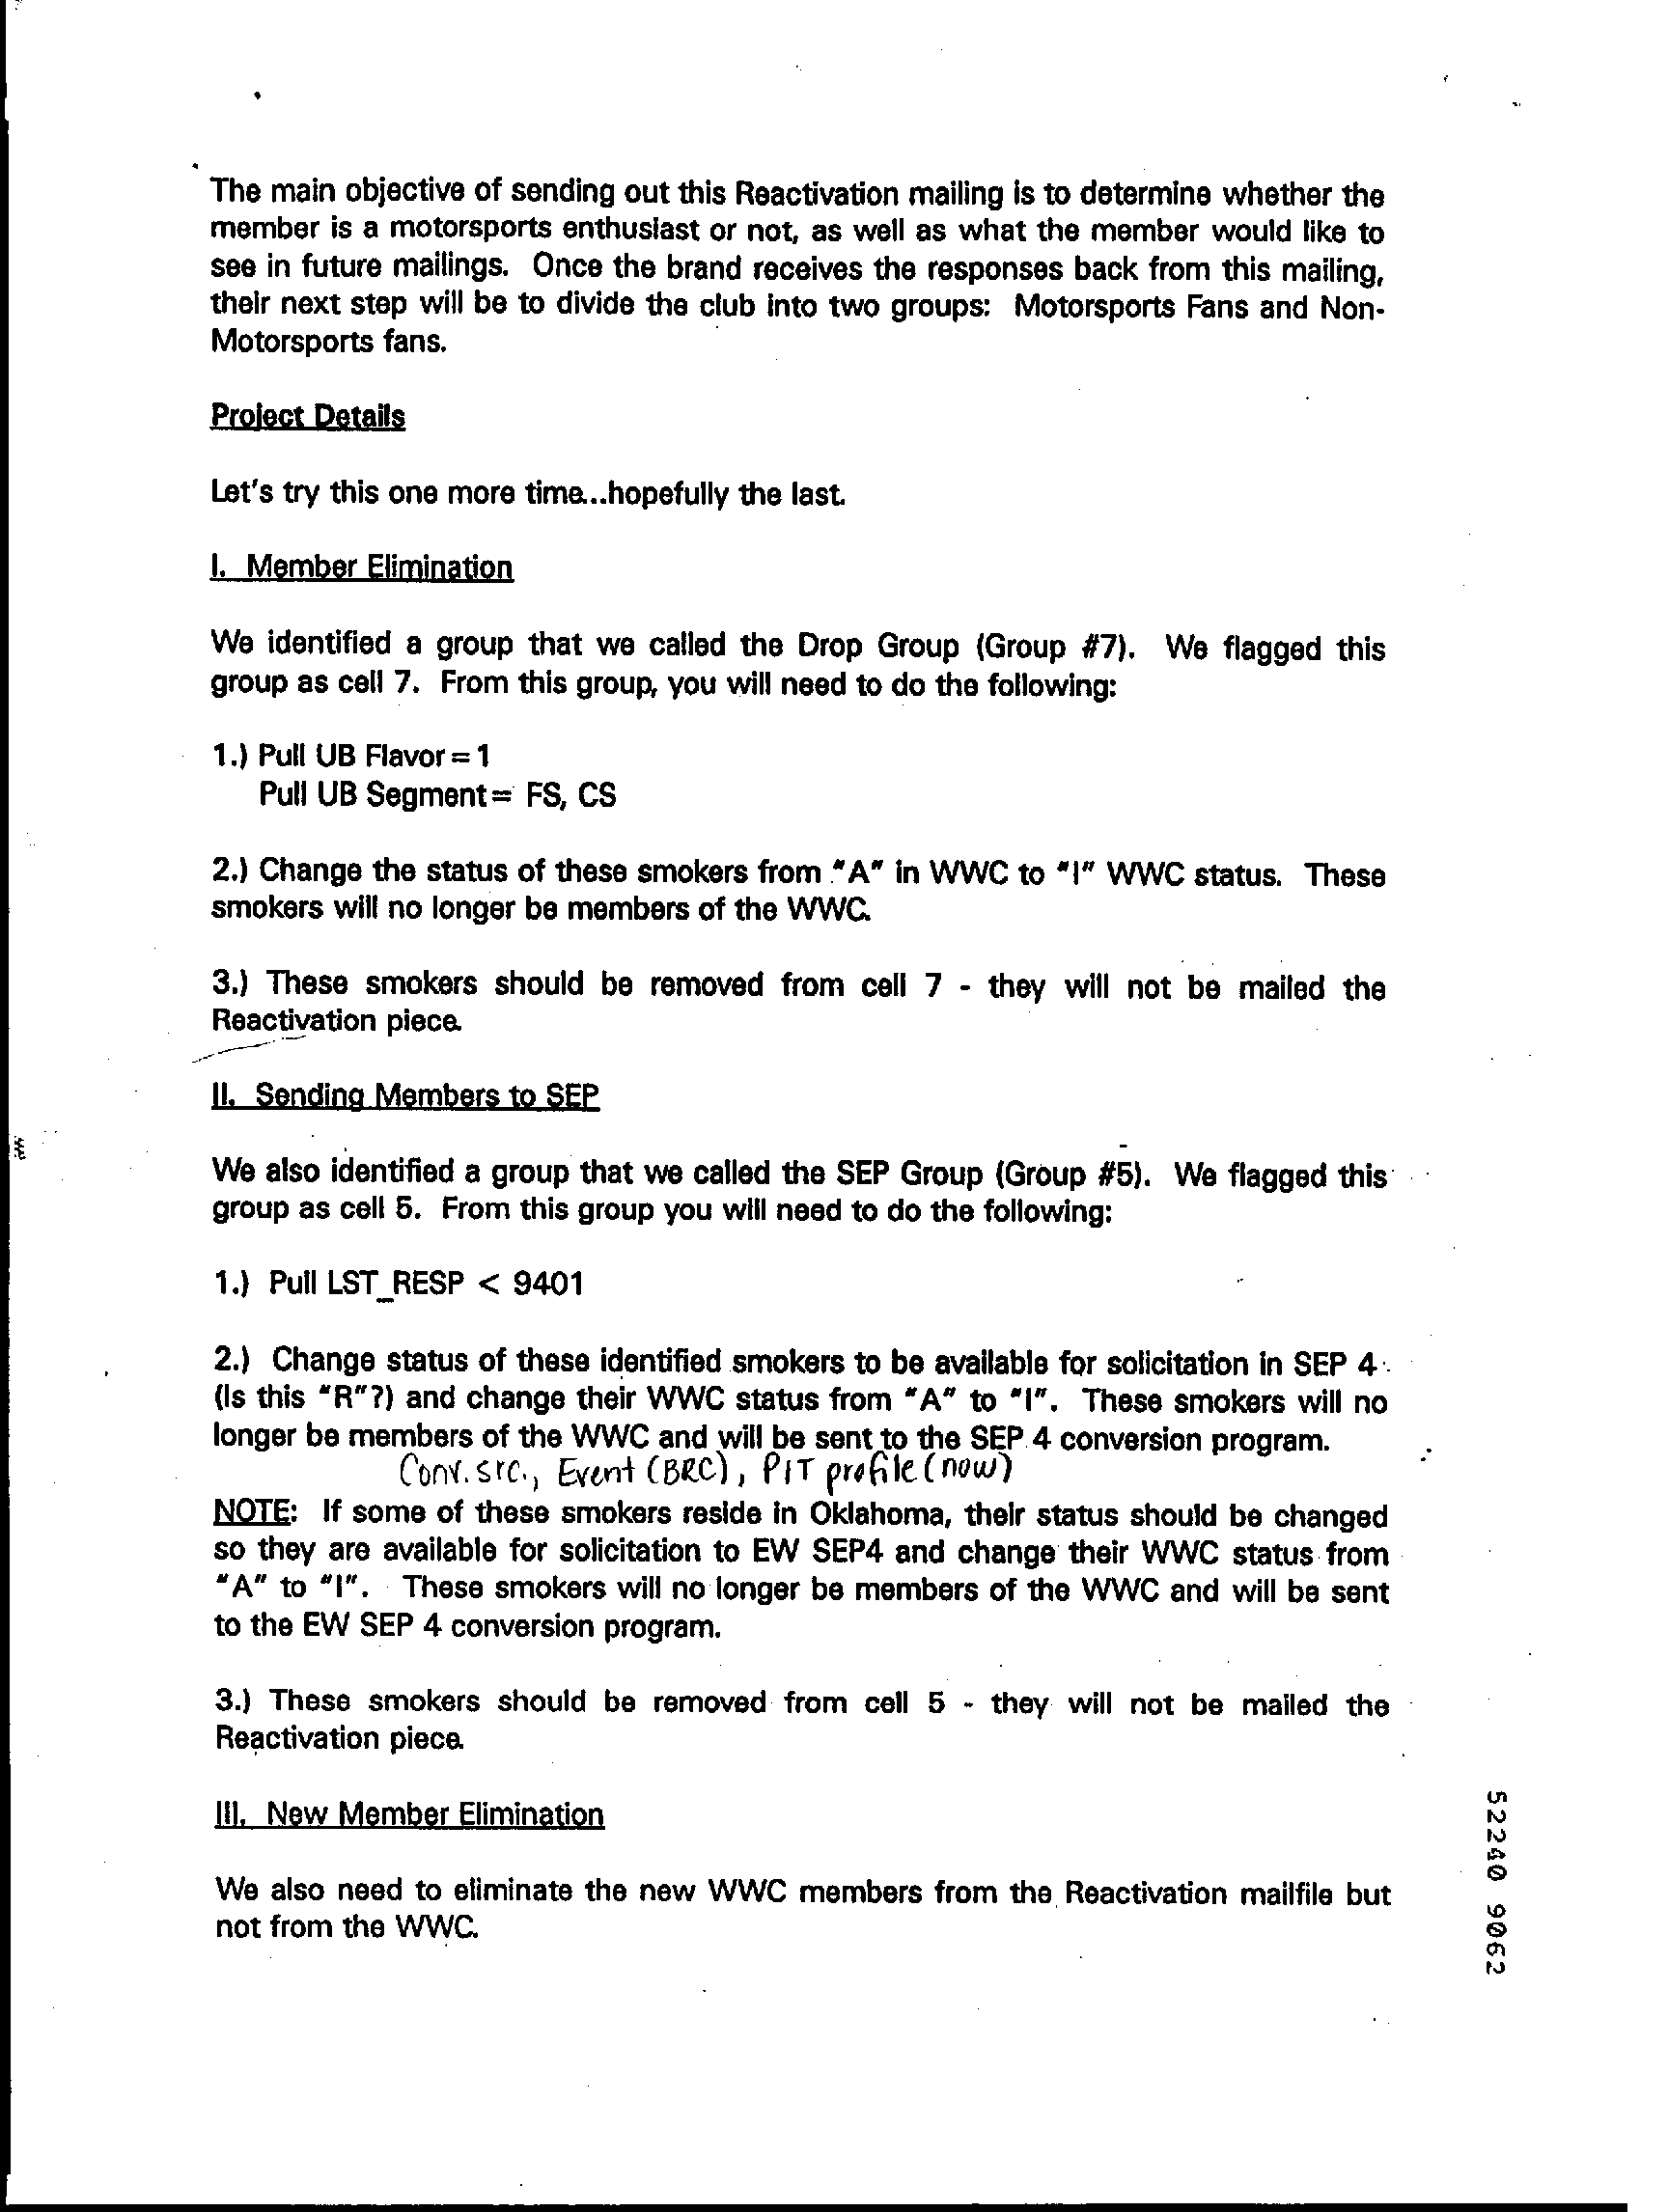 The main objective of sending out this Reactivation mailing is to determine whether the
member is a motorsports enthusiast or not, as well as what the member would like to
see in future mailings. Once the brand receives the responses back from this mailing,
their next step will be to divide the club into two groups: Motorsports Fans and Non-
Motorsports fans.
Project Details
Let's try this one more time...hopefully the last.
I. Member Elimination
We identified a group that we called the Drop Group (Group #7). We flagged this
group as cell 7. From this group, you will need to do the following:
1.) Pull UB Flavor = 1
Pull UB Segment = FS, CS
2.) Change the status of these smokers from "A" in WWC to "I" WWC status. These
smokers will no longer be members of the WWC.
3.) These smokers should be removed from cell 7 - they will not be mailed the
Reactivation piece.
II. Sending Members to SEP
We also identified a group that we called the SEP Group (Group #5). We flagged this
group as cell 5. From this group you will need to do the following:
1.) Pull LST_RESP < 9401
2.) Change status of these identified smokers to be available for solicitation in SEP 4
(Is this "R"?) and change their WWC status from "A" to "I". These smokers will no
longer be members of the WWC and will be sent to the SEP 4 conversion program.
Conv. src., Event (BRC), PIT profile (now)
NOTE: If some of these smokers reside in Oklahoma, their status should be changed
so they are available for solicitation to EW SEP4 and change their WWC status from
"A" to "I". These smokers will no longer be members of the WWC and will be sent
to the EW SEP 4 conversion program.
3.) These smokers should be removed from cell 5 - they will not be mailed the
Reactivation piece.
III. New Member Elimination
We also need to eliminate the new WWC members from the Reactivation mailfile but
not from the WWC.
52240 9062